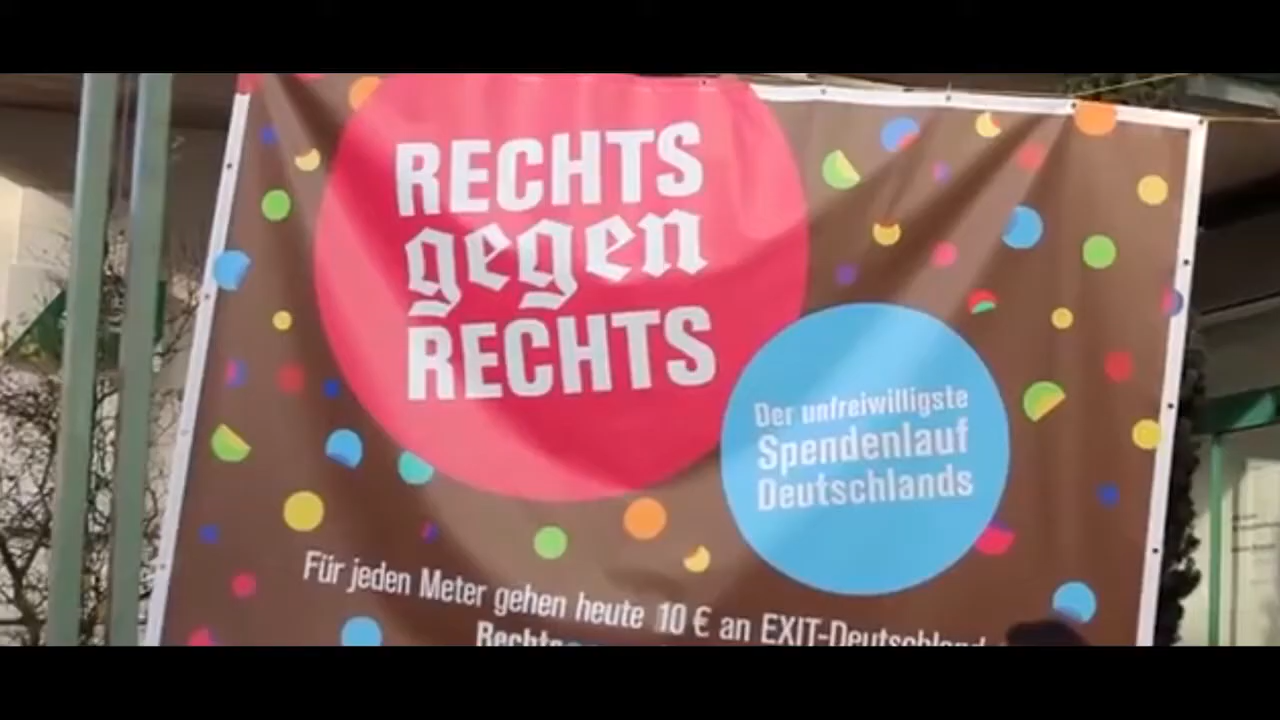 RECHTS
gegen
RECHTS
Der unfreiwilligste
Spendenlauf
Deutschlands
Für jeden Meter gehen heute 10 € an EXIT-Deutschland